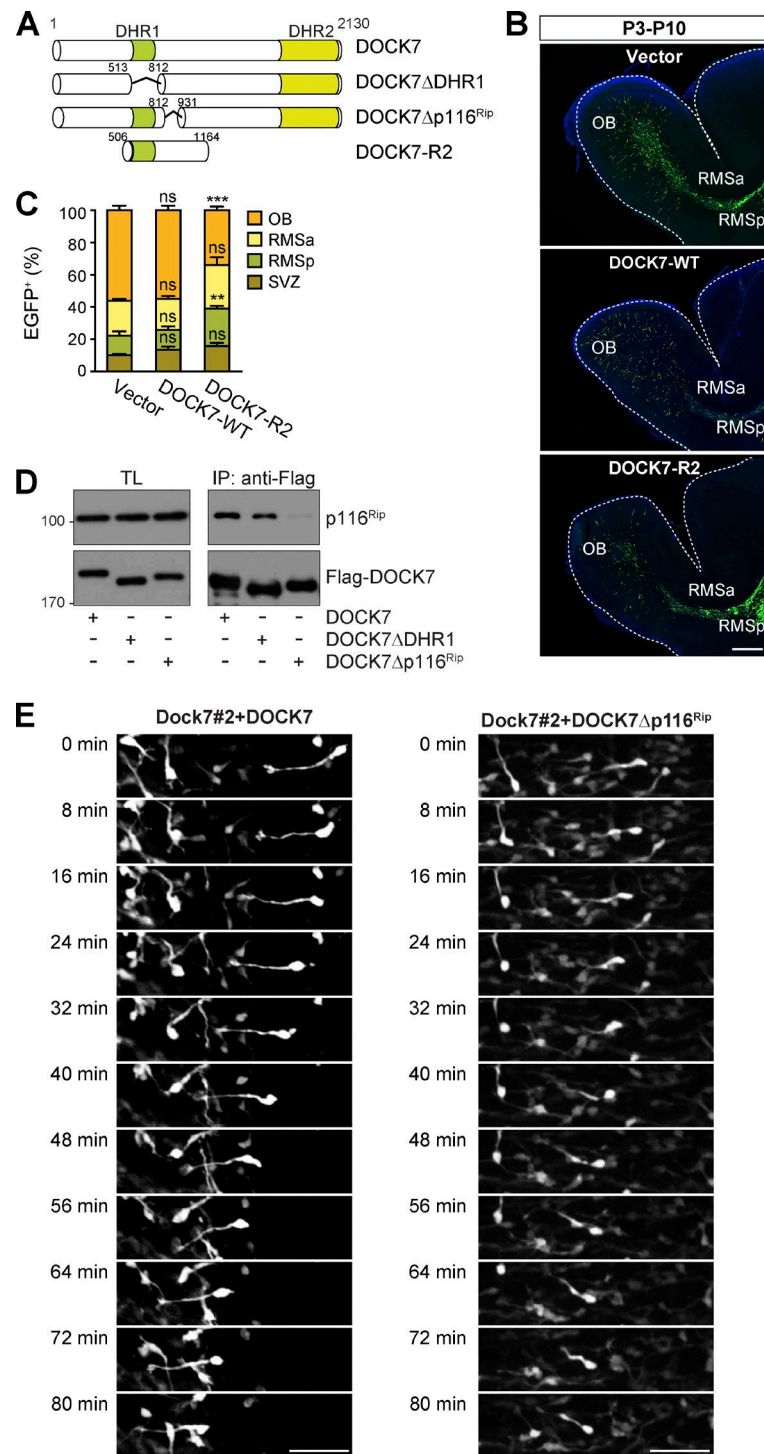 A
1
2130
DHR1
DHR2
DOCK7
513
812
DOCK7ΔDHR1
812
931
DOCK7Δp116Rip
506
1164
DOCK7-R2
B
P3-P10
Vector
OB
RMSa
RMSp
DOCK7-WT
OB
RMSa
RMSp
DOCK7-R2
OB
RMSa
RMSp
C
EGFP+ (%)
100
80
60
40
20
0
ns
ns
ns
ns
***
ns
**
ns
OB
RMSa
RMSp
SVZ
Vector
DOCK7-WT
DOCK7-R2
D
TL
IP: anti-Flag
100 -
p116Rip
170 -
Flag-DOCK7
+ - - + - - DOCK7
- + - - + - DOCK7ΔDHR1
- - + - - + DOCK7Δp116Rip
E
Dock7#2+DOCK7
0 min
8 min
16 min
24 min
32 min
40 min
48 min
56 min
64 min
72 min
80 min
Dock7#2+DOCK7Δp116Rip
0 min
8 min
16 min
24 min
32 min
40 min
48 min
56 min
64 min
72 min
80 min